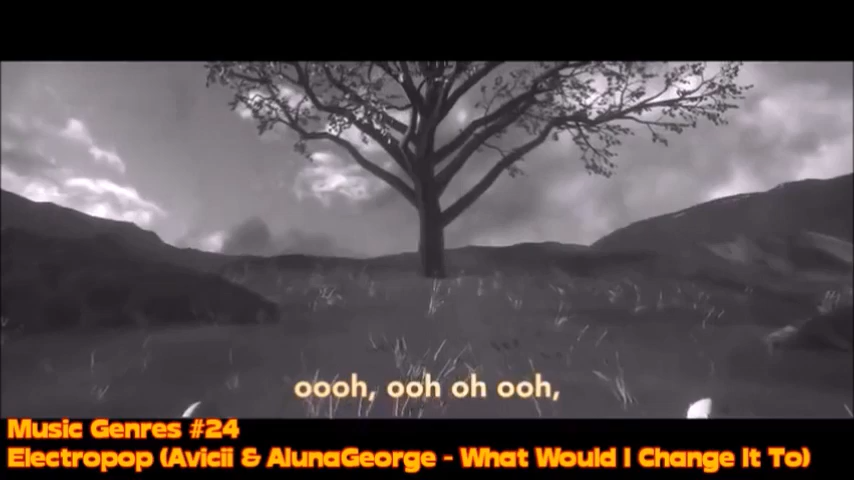 oooh, ooh oh ooh,
Music Genres #24
Electropop (Avicii & AlunaGeorge - What Would I Change It To)